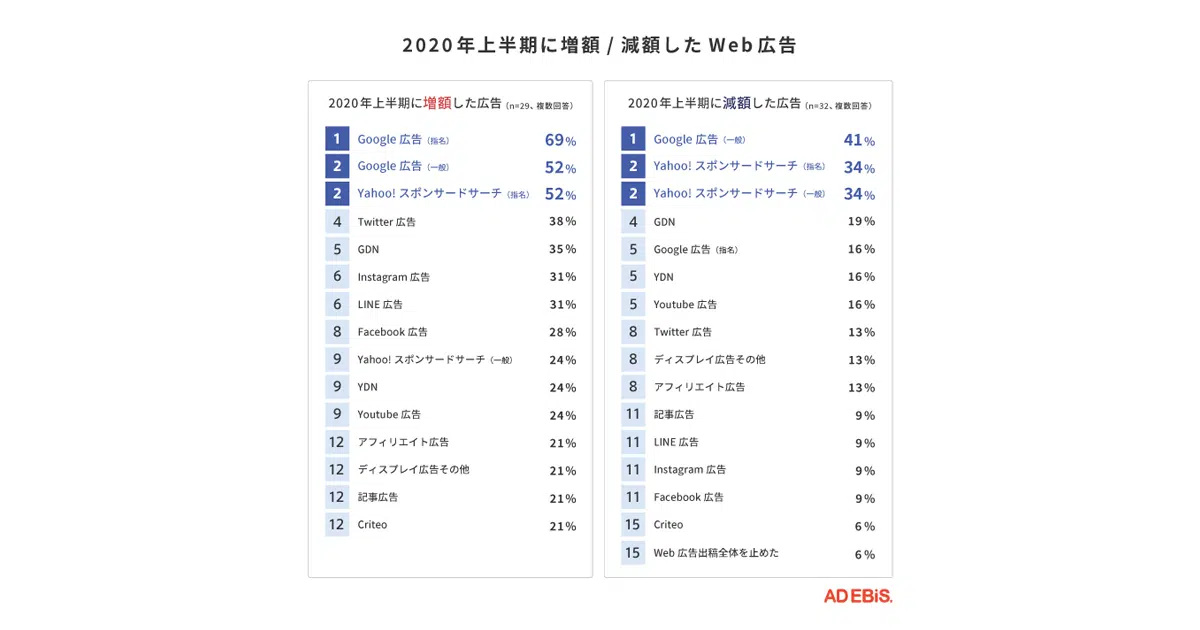 2020年上半期に増額 / 減額した Web 広告
2020年上半期に増額した広告 (n=29、複数回答)
1 Google 広告 (指名) 69%
2 Google 広告 (一般) 52%
2 Yahoo! スポンサードサーチ (指名) 52%
4 Twitter 広告 38%
5 GDN 35%
6 Instagram 広告 31%
6 LINE 広告 31%
8 Facebook 広告 28%
9 Yahoo! スポンサードサーチ (一般) 24%
9 YDN 24%
9 Youtube 広告 24%
12 アフィリエイト広告 21%
12 ディスプレイ広告その他 21%
12 記事広告 21%
12 Criteo 21%
2020年上半期に減額した広告 (n=32、複数回答)
1 Google 広告 (一般) 41%
2 Yahoo! スポンサードサーチ (指名) 34%
2 Yahoo! スポンサードサーチ (一般) 34%
4 GDN 19%
5 Google 広告 (指名) 16%
5 YDN 16%
5 Youtube 広告 16%
8 Twitter 広告 13%
8 ディスプレイ広告その他 13%
8 アフィリエイト広告 13%
11 記事広告 9%
11 LINE 広告 9%
11 Instagram 広告 9%
11 Facebook 広告 9%
15 Criteo 6%
15 Web 広告出稿全体を止めた 6%
AD EBiS.